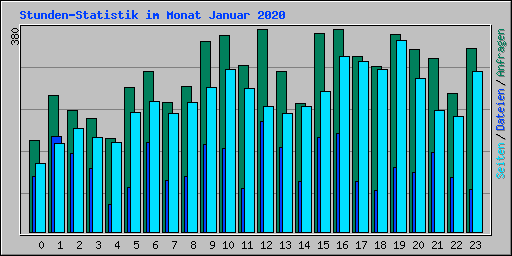 Stunden-Statistik im Monat Januar 2020
380
Seiten / Dateien / Anfragen
0 1 2 3 4 5 6 7 8 9 10 11 12 13 14 15 16 17 18 19 20 21 22 23